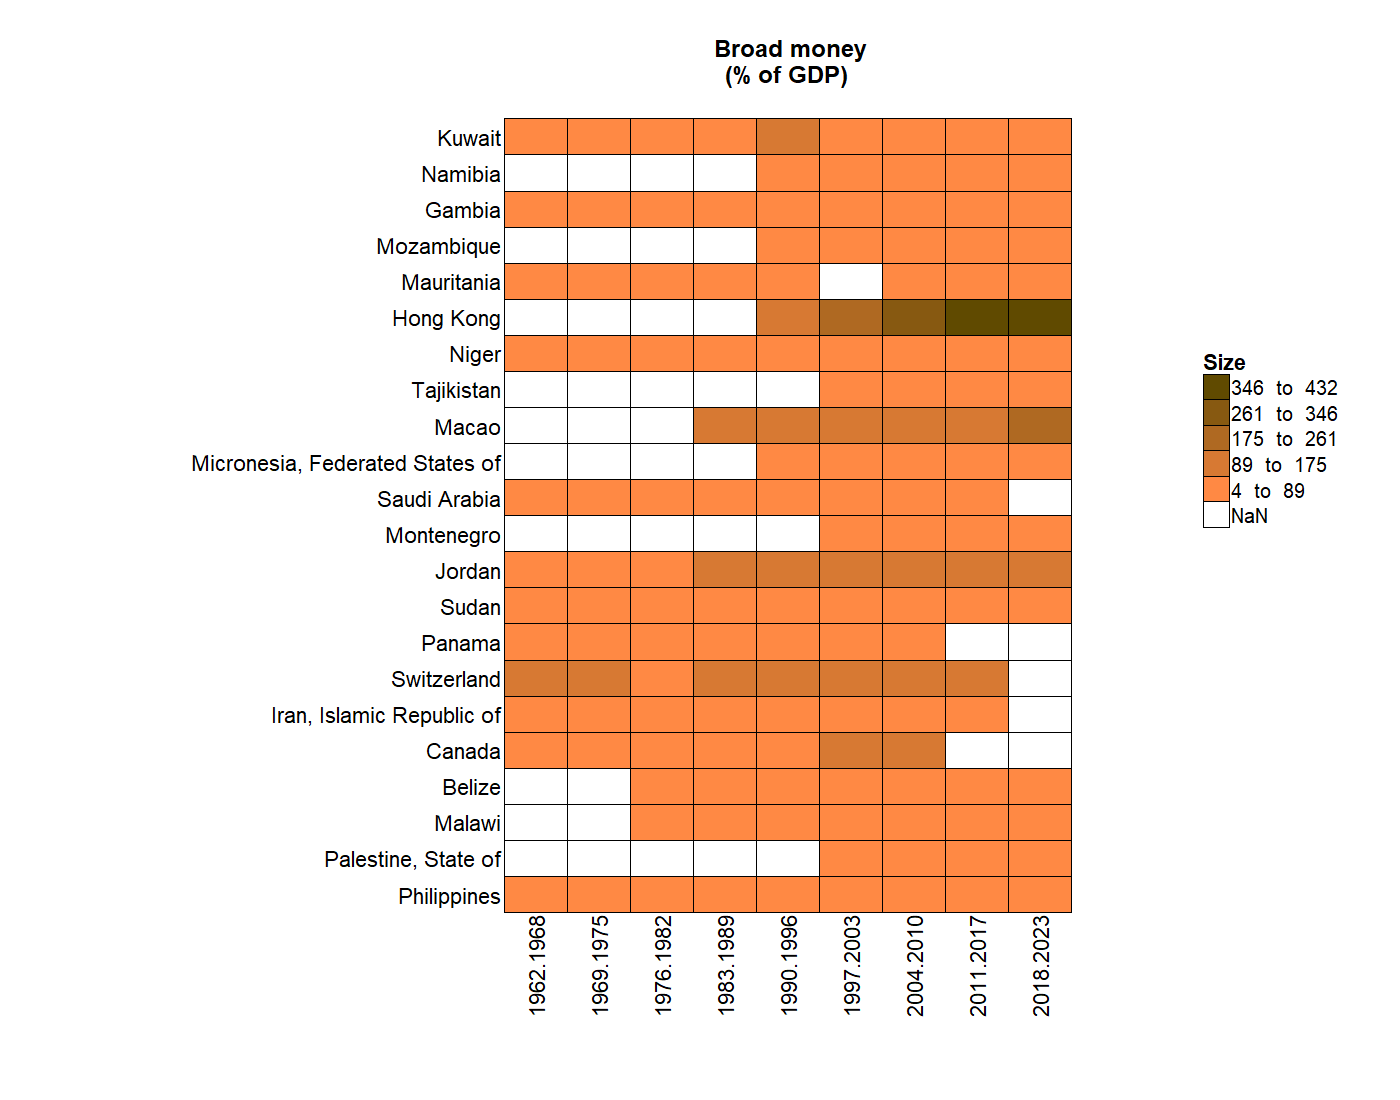 Broad money
(% of GDP)
Kuwait
Namibia
Gambia
Mozambique
Mauritania
Hong Kong
Niger
Tajikistan
Macao
Micronesia, Federated States of
Saudi Arabia
Montenegro
Jordan
Sudan
Panama
Switzerland
Iran, Islamic Republic of
Canada
Belize
Malawi
Palestine, State of
Philippines
1962.1968
1969.1975
1976.1982
1983.1989
1990.1996
1997.2003
2004.2010
2011.2017
2018.2023
Size
346 to 432
261 to 346
175 to 261
89 to 175
4 to 89
NaN